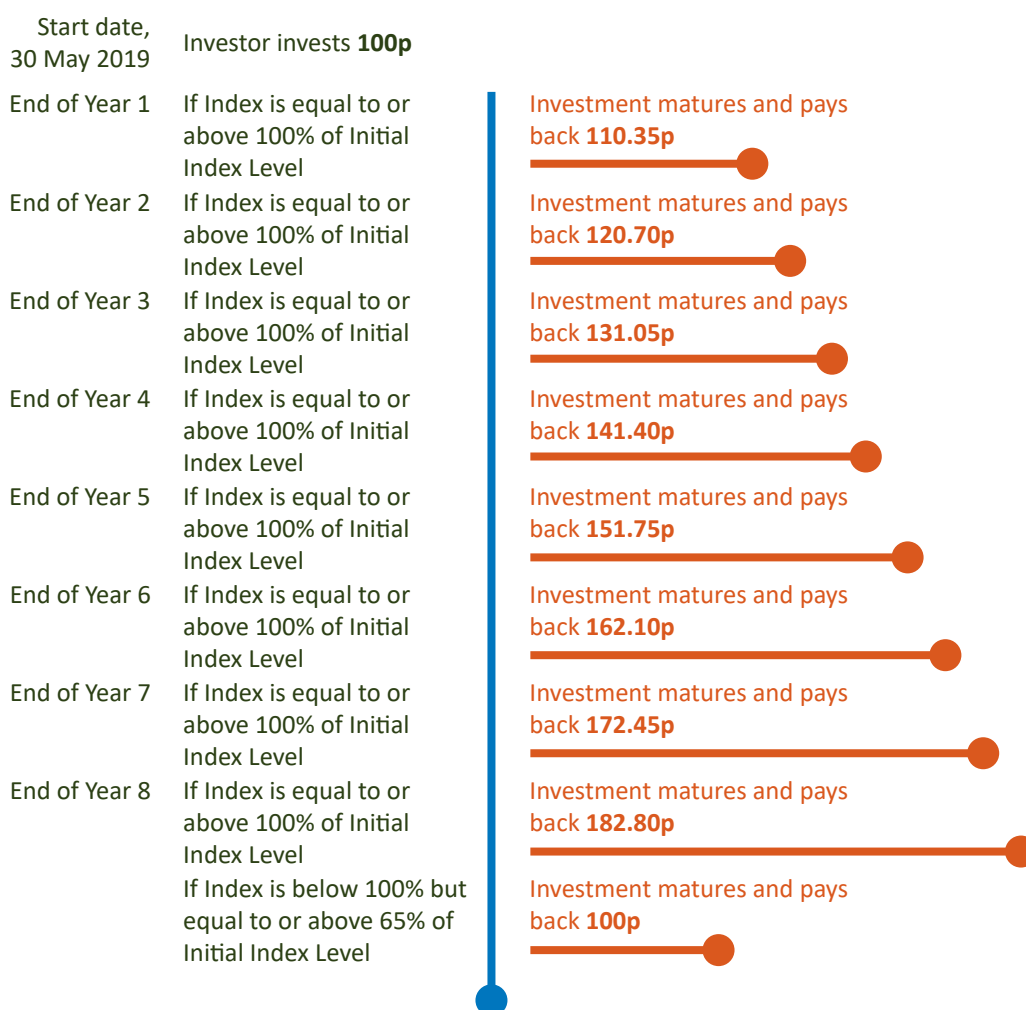 Start date,
30 May 2019
Investor invests 100p
End of Year 1
If Index is equal to or
above 100% of Initial
Index Level
Investment matures and pays
back 110.35p
End of Year 2
If Index is equal to or
above 100% of Initial
Index Level
Investment matures and pays
back 120.70p
End of Year 3
If Index is equal to or
above 100% of Initial
Index Level
Investment matures and pays
back 131.05p
End of Year 4
If Index is equal to or
above 100% of Initial
Index Level
Investment matures and pays
back 141.40p
End of Year 5
If Index is equal to or
above 100% of Initial
Index Level
Investment matures and pays
back 151.75p
End of Year 6
If Index is equal to or
above 100% of Initial
Index Level
Investment matures and pays
back 162.10p
End of Year 7
If Index is equal to or
above 100% of Initial
Index Level
Investment matures and pays
back 172.45p
End of Year 8
If Index is equal to or
above 100% of Initial
Index Level
Investment matures and pays
back 182.80p
If Index is below 100% but
equal to or above 65% of
Initial Index Level
Investment matures and pays
back 100p